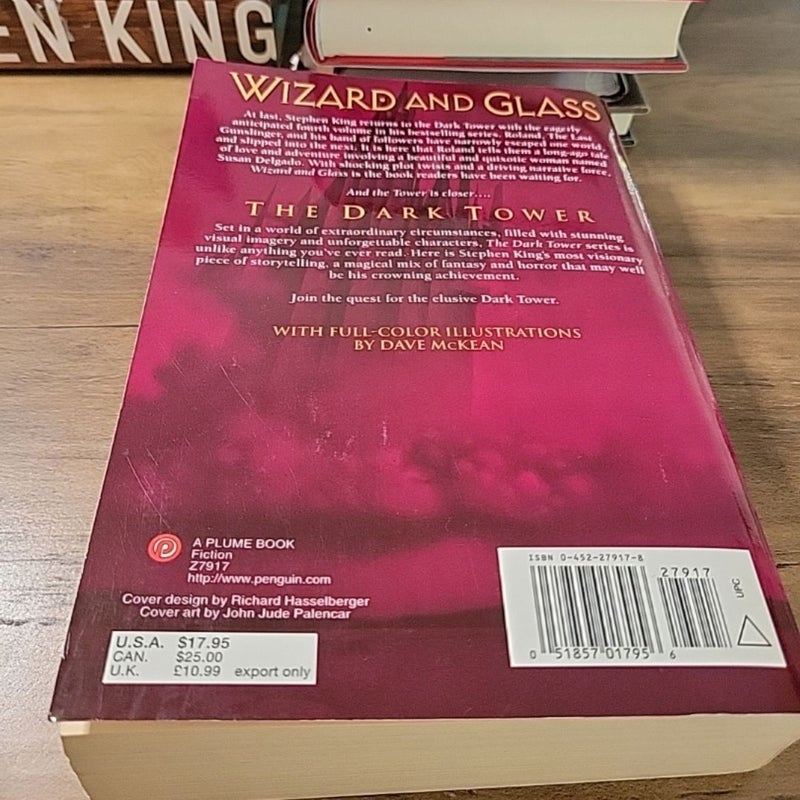 EN KING
WIZARD AND GLASS
At last, Stephen King returns to the Dark Tower with the eagerly
anticipated fourth volume in his bestselling series. Roland, The Last
Gunslinger, and his band of followers have narrowly escaped one world
and slipped into the next. It is here that Roland tells them a long-ago tale
of love and adventure involving a beautiful and quixotic woman named
Susan Delgado. With shocking plot twists and a driving narrative force,
Wizard and Glass is the book readers have been waiting for.
And the Tower is closer....
THE DARK TOWER
Set in a world of extraordinary circumstances, filled with stunning
visual imagery and unforgettable characters, The Dark Tower series is
unlike anything you've ever read. Here is Stephen King's most visionary
piece of storytelling, a magical mix of fantasy and horror that may well
be his crowning achievement.
Join the quest for the elusive Dark Tower.
WITH FULL-COLOR ILLUSTRATIONS
BY DAVE McKEAN
A PLUME BOOK
Fiction
Z7917
http://www.penguin.com
Cover design by Richard Hasselberger
Cover art by John Jude Palencar
U.S.A. $17.95
CAN. $25.00
U.K. £10.99 export only
ISBN 0-452-27917-8
27917
UPC
0 51857 01795 6